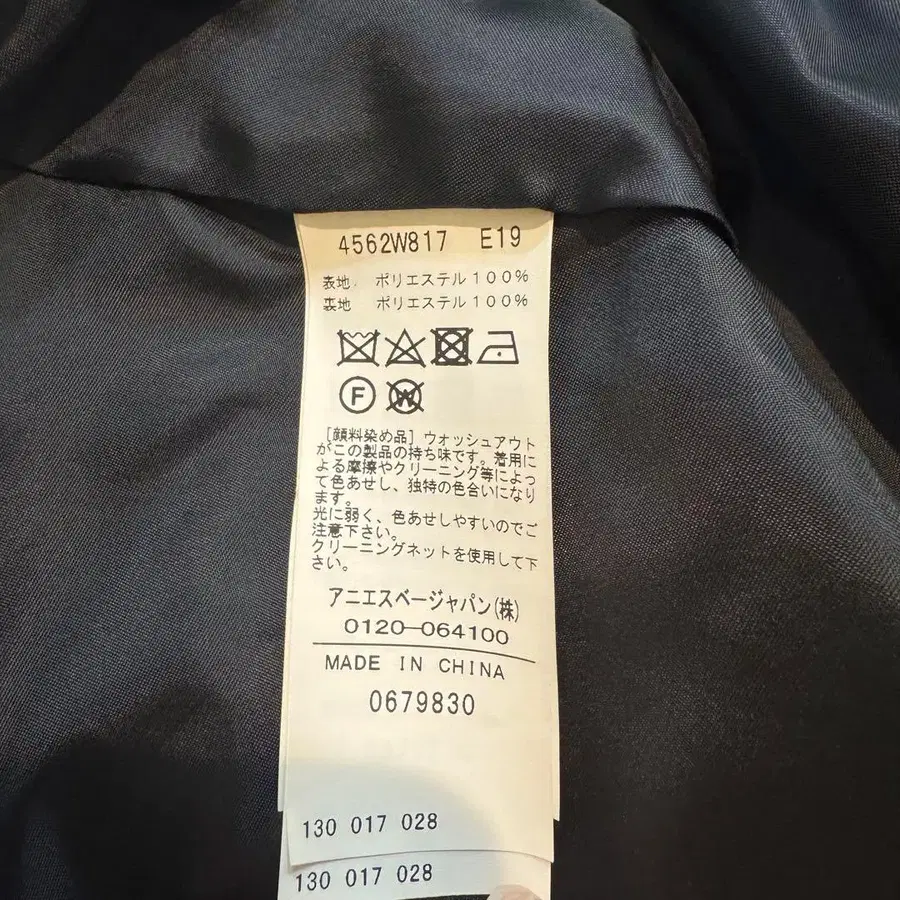 4562W817 E19
表地 ポリエステル100%
裏地 ポリエステル100%
F
W
[顔料染め品] ウォッシュアウト
がこの製品の持ち味です。着用に
よる摩擦やクリーニング等によっ
て色あせし、独特の色合いになり
ます。
光に弱く、色あせしやすいのでご
注意下さい。
クリーニングネットを使用して下
さい。
アニエスベージャパン(株)
0120-064100
MADE IN CHINA
0679830
130 017 028
130 017 028